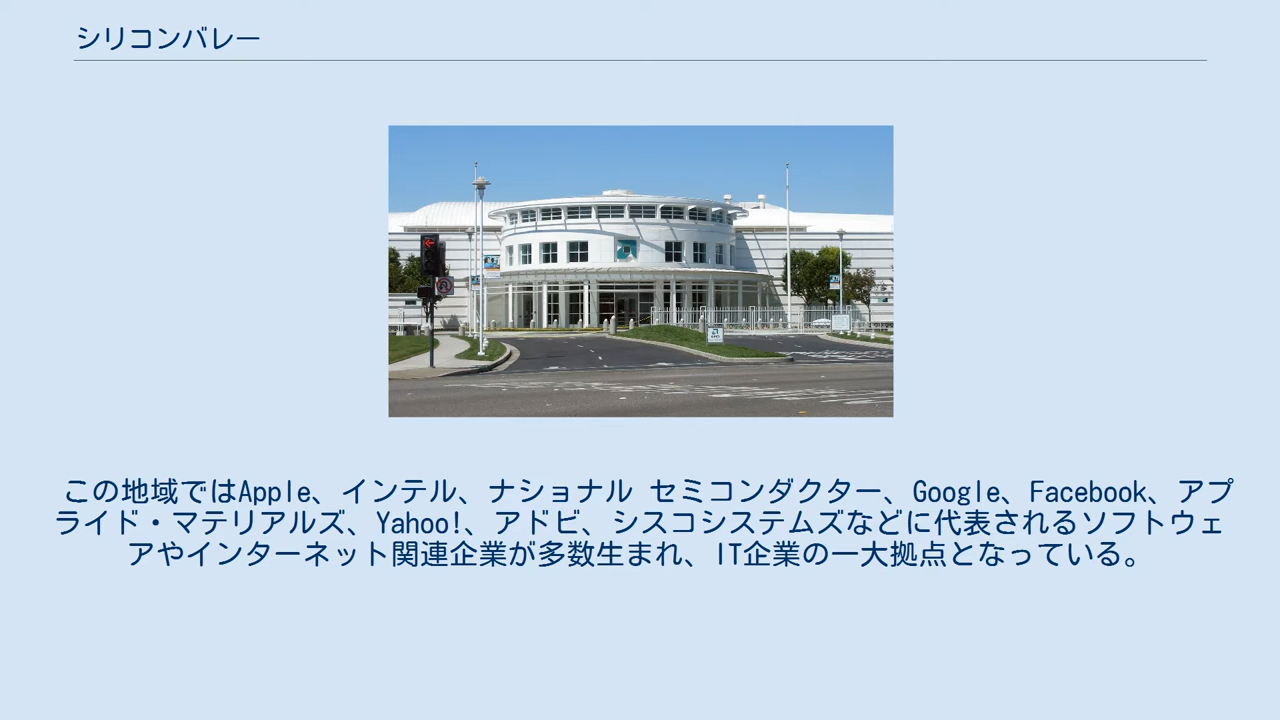 シリコンバレー
この地域ではApple、インテル、ナショナル セミコンダクター、Google、Facebook、アプ
ライド・マテリアルズ、Yahoo!、アドビ、シスコシステムズなどに代表されるソフトウェ
アやインターネット関連企業が多数生まれ、IT企業の一大拠点となっている。